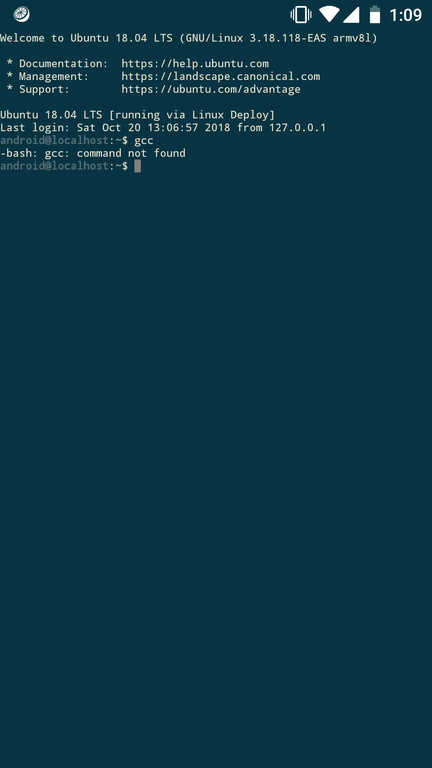 1:09
Welcome to Ubuntu 18.04 LTS (GNU/Linux 3.18.118-EAS armv8l)
* Documentation: https://help.ubuntu.com
* Management: https://landscape.canonical.com
* Support: https://ubuntu.com/advantage
Ubuntu 18.04 LTS [running via Linux Deploy]
Last login: Sat Oct 20 13:06:57 2018 from 127.0.0.1
android@localhost:~$ gcc
-bash: gcc: command not found
android@localhost:~$